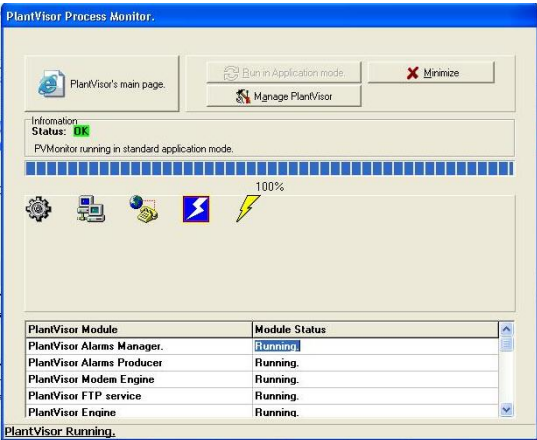 PlantVisor Process Monitor.
PlantVisor's main page.
Run in Application mode.
Minimize
Manage PlantVisor
Infromation
Status: OK
PVMonitor running in standard application mode.
100%
PlantVisor Module Module Status
PlantVisor Alarms Manager. Running.
PlantVisor Alarms Producer Running.
PlantVisor Modem Engine Running.
PlantVisor FTP service Running.
PlantVisor Engine Running.
PlantVisor Running.